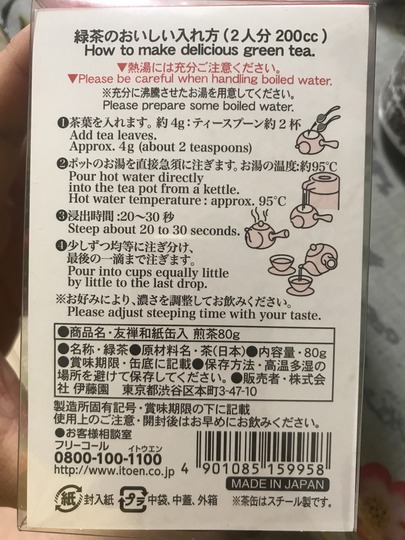 緑茶のおいしい入れ方(2人分200cc)
How to make delicious green tea.
▼熱湯には充分ご注意ください。
▼Please be careful when handling boiled water.
※充分に沸騰させたお湯を用意してください。
Please prepare some boiled water.
❶茶葉を入れます。約4g:ティースプーン約2杯
Add tea leaves.
Approx. 4g (about 2 teaspoons)
❷ポットのお湯を直接急須に注ぎます。お湯の温度:約95℃
Pour hot water directly
into the tea pot from a kettle.
Hot water temperature : approx. 95℃
❸浸出時間:20〜30秒
Steep about 20 to 30 seconds.
❹少しずつ均等に注ぎ分け、
最後の一滴まで注ぎます。
Pour into cups equally little
by little to the last drop.
※お好みにより、濃さを調整してお飲みください。
Please adjust steeping time with your taste.
●商品名・友禅和紙缶入 煎茶80g
●名称・緑茶●原材料名・茶(日本)●内容量・80g
●賞味期限・缶底に記載●保存方法・高温多湿の
場所を避けて保存してください。●販売者・株式会
社 伊藤園 東京都渋谷区本町3-47-10
製造所固有記号・賞味期限の下に記載
使用上のご注意・開封後はお早めにお飲みください。
●お客様相談室
フリーコール イトウエン
0800-100-1100
http://www.itoen.co.jp
4 901085 159958
MADE IN JAPAN
紙 封入紙 プラ 中袋、中蓋、外箱 ※茶缶はスチール製です。